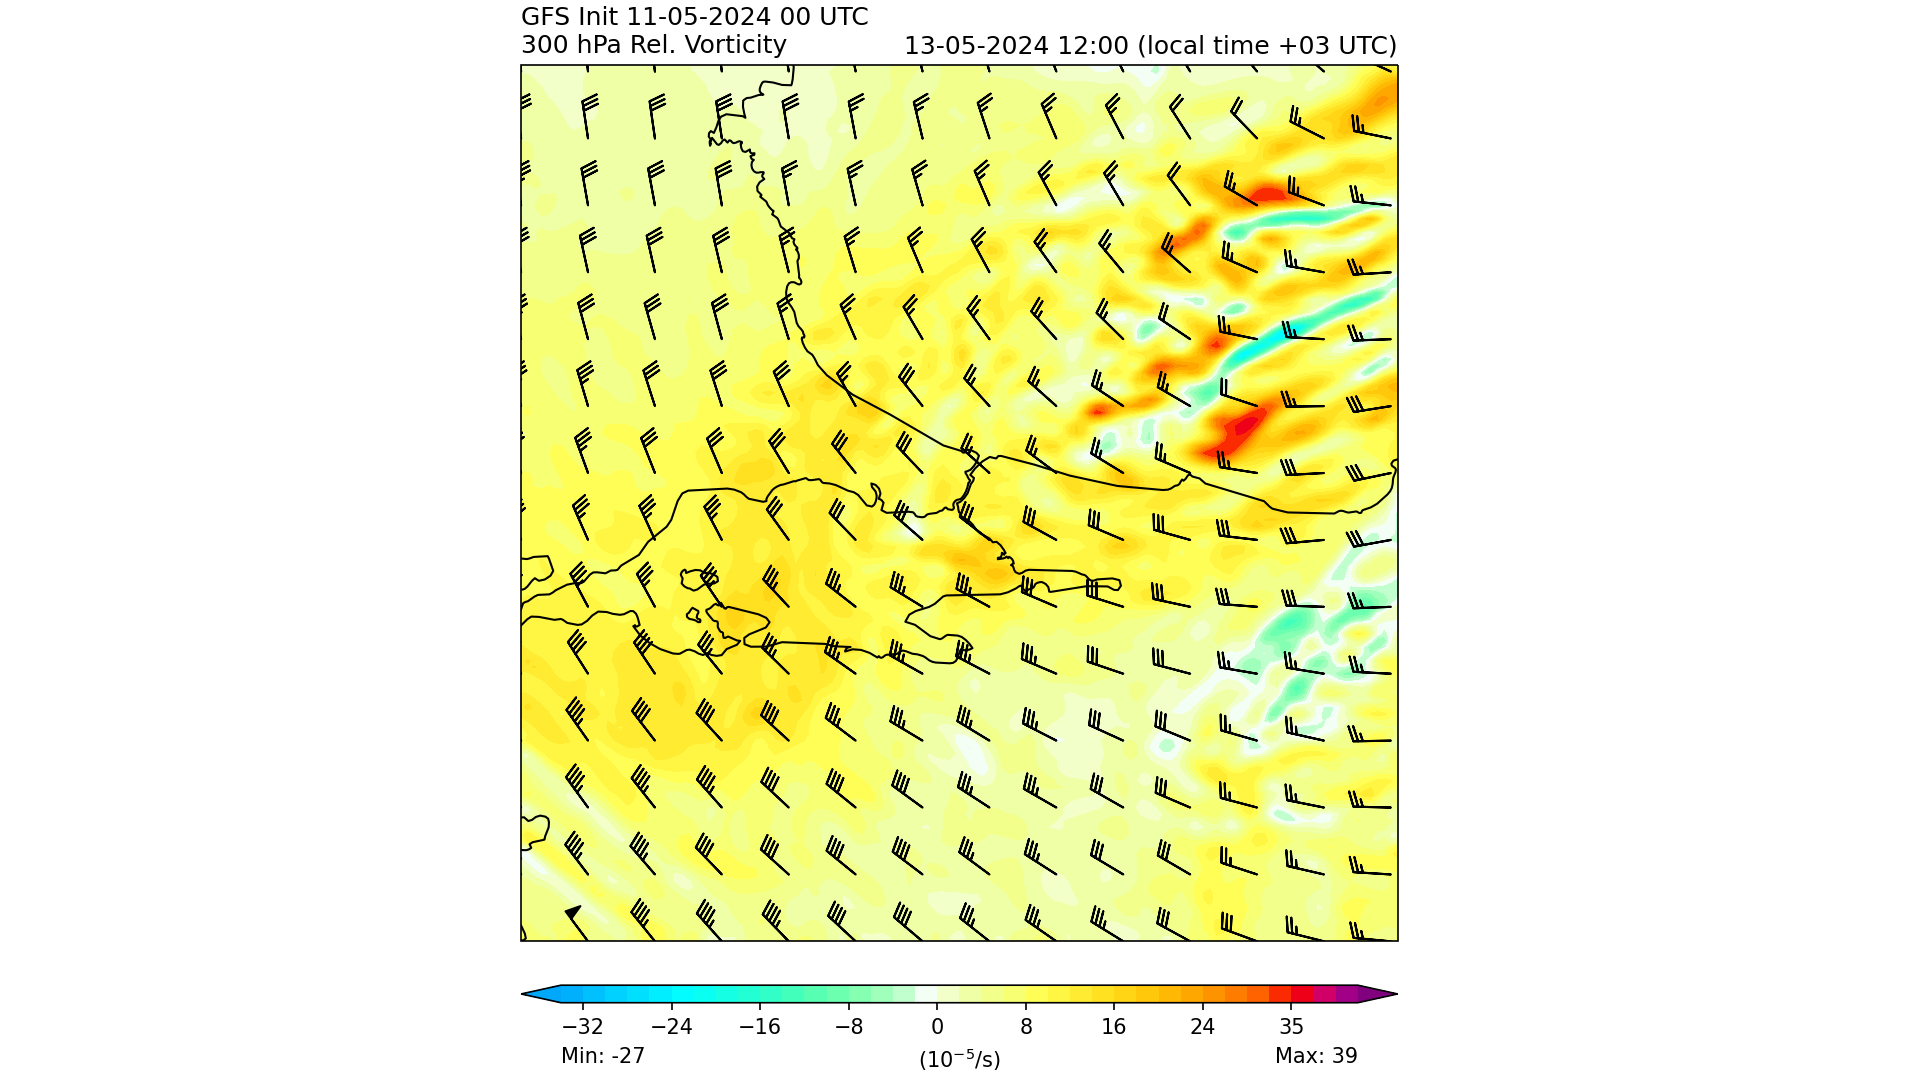 GFS Init 11-05-2024 00 UTC
300 hPa Rel. Vorticity
13-05-2024 12:00 (local time +03 UTC)
−32 −24 −16 −8 0 8 16 24 35
Min: -27
(10⁻⁵/s)
Max: 39